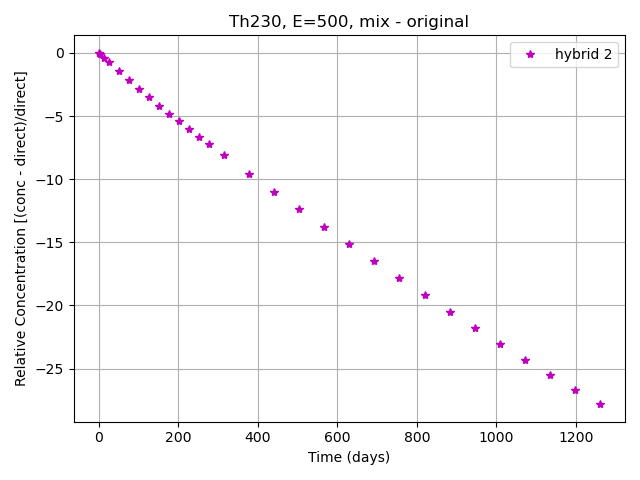 Th230, E=500, mix - original
hybrid 2
Relative Concentration [(conc - direct)/direct]
0
−5
−10
−15
−20
−25
0 200 400 600 800 1000 1200
Time (days)